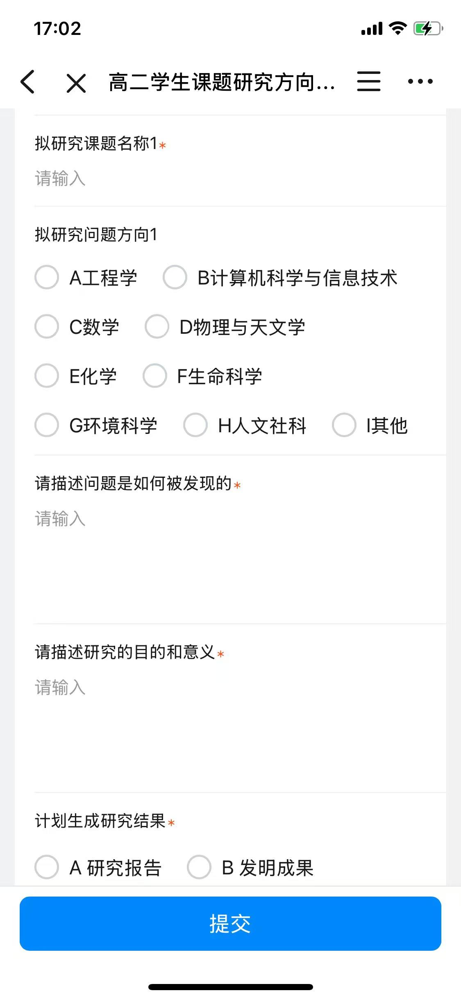 17:02
高二学生课题研究方向...
拟研究课题名称1*
请输入
拟研究问题方向1
A工程学 B计算机科学与信息技术
C数学 D物理与天文学
E化学 F生命科学
G环境科学 H人文社科 I其他
请描述问题是如何被发现的*
请输入
请描述研究的目的和意义*
请输入
计划生成研究结果*
A 研究报告 B 发明成果
提交